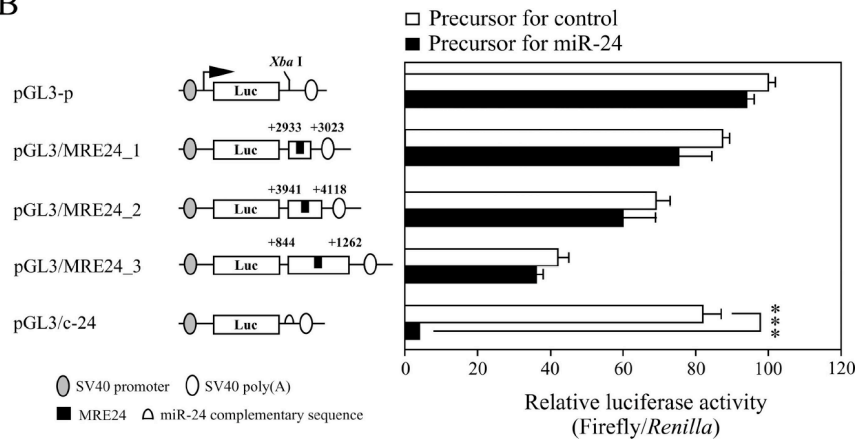 B
Precursor for control
Precursor for miR-24
Xba I
pGL3-p
Luc
+2933 +3023
pGL3/MRE24_1
Luc
+3941 +4118
pGL3/MRE24_2
Luc
+844 +1262
pGL3/MRE24_3
Luc
pGL3/c-24
Luc
***
0 20 40 60 80 100 120
SV40 promoter SV40 poly(A)
MRE24 miR-24 complementary sequence
Relative luciferase activity
(Firefly/Renilla)